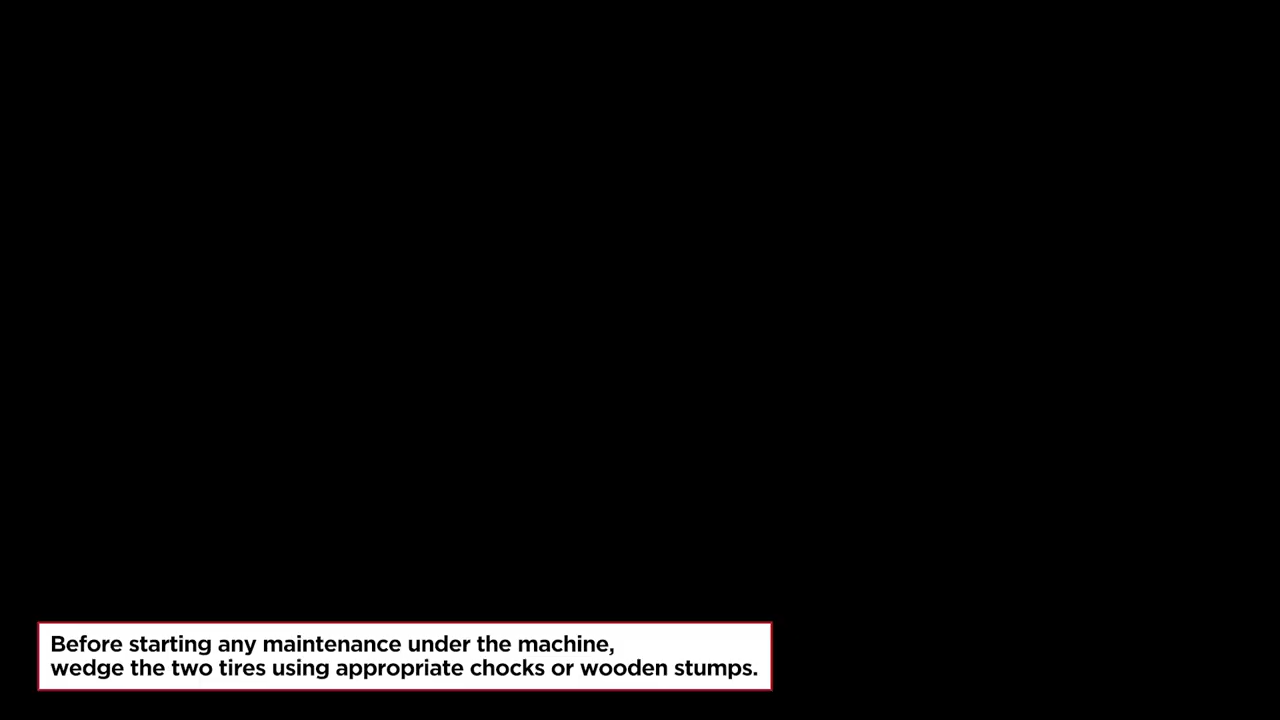 Before starting any maintenance under the machine,
wedge the two tires using appropriate chocks or wooden stumps.